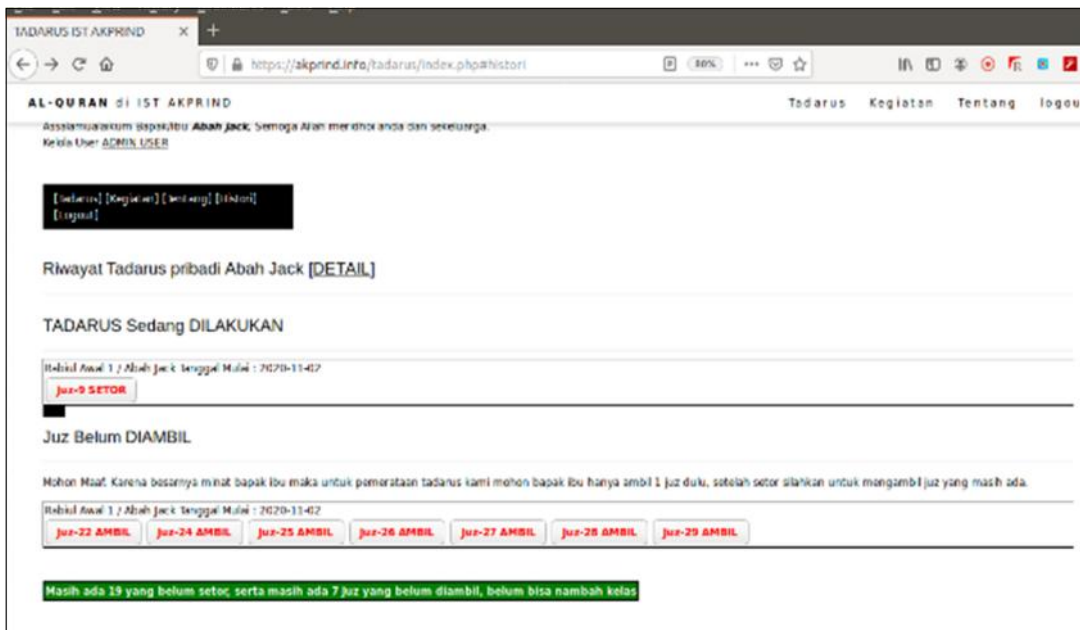 TADARUS IST AKPRIND
https://akprind.info/tadarus/index.php#histori
80%
AL-QURAN di IST AKPRIND
Tadarus Kegiatan Tentang logou
Assalamualaikum Bapak/Ibu Abah Jack, Semoga Allah meridhoi anda dan sekeluarga.
Kelola User ADMIN USER
[Tadarus] [Kegiatan] [Tentang] [Histori]
[Logout]
Riwayat Tadarus pribadi Abah Jack [DETAIL]
TADARUS Sedang DILAKUKAN
Rabiul Awal 1 / Abah Jack Tanggal Mulai : 2020-11-02
Juz-9 SETOR
Juz Belum DIAMBIL
Mohon Maaf. Karena besarnya minat bapak ibu maka untuk pemerataan tadarus kami mohon bapak ibu hanya ambil 1 juz dulu, setelah setor silahkan untuk mengambil juz yang masih ada.
Rabiul Awal 1 / Abah Jack Tanggal Mulai : 2020-11-02
Juz-22 AMBIL Juz-24 AMBIL Juz-25 AMBIL Juz-26 AMBIL Juz-27 AMBIL Juz-28 AMBIL Juz-29 AMBIL
Masih ada 19 yang belum setor, serta masih ada 7 Juz yang belum diambil, belum bisa nambah kelas